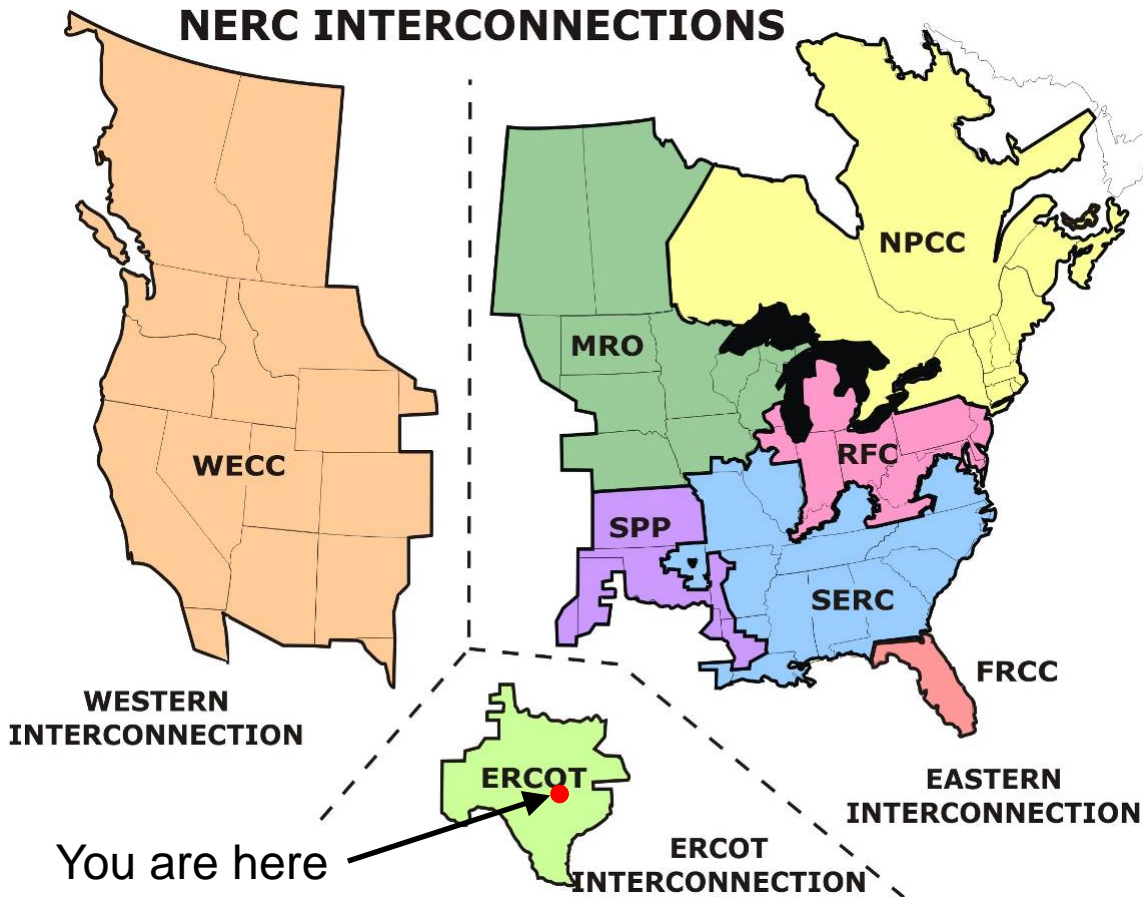 NERC INTERCONNECTIONS
NPCC
MRO
RFC
WECC
SPP
SERC
FRCC
WESTERN
INTERCONNECTION
ERCOT
EASTERN
INTERCONNECTION
You are here
ERCOT
INTERCONNECTION